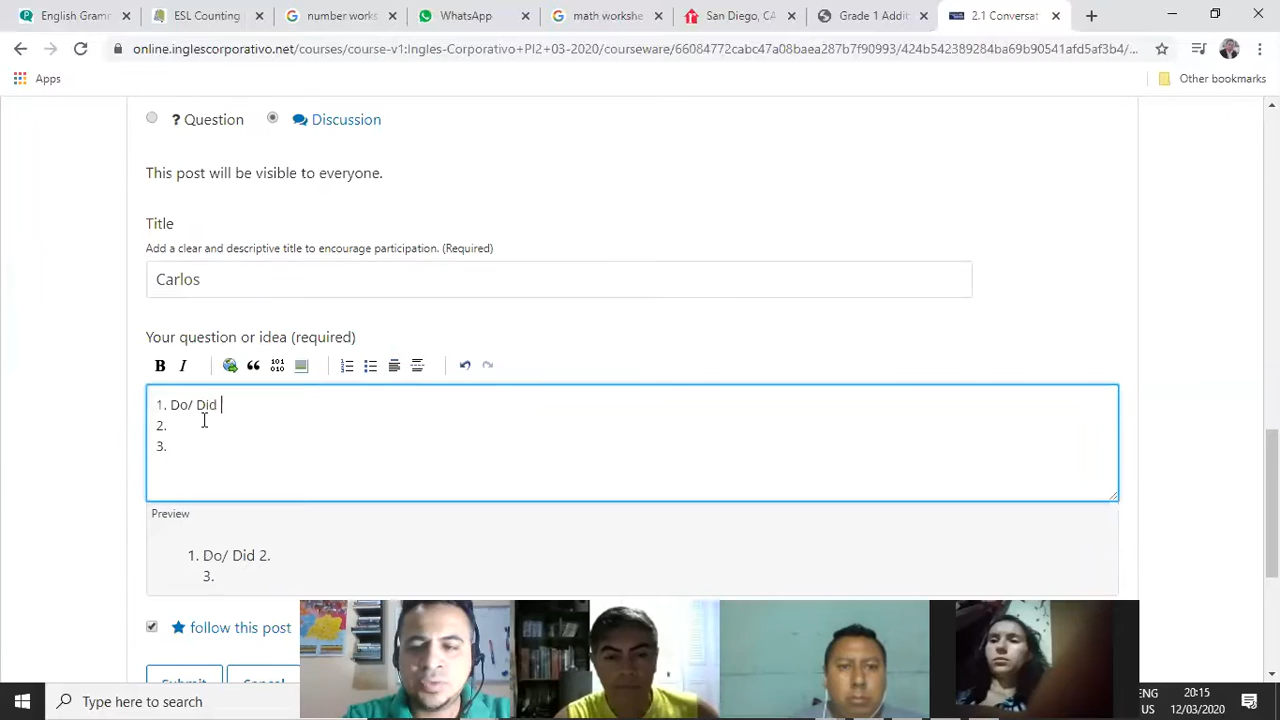 English Gramm
ESL Counting
number works
WhatsApp
math workshe
San Diego, CA
Grade 1 Addit
2.1 Conversat
online.inglescorporativo.net/courses/course-v1:Ingles-Corporativo+PI2+03-2020/courseware/66084772cabc47a08baea287b7f90993/424b542389284ba69b90541afd5af3b4/...
Apps
Other bookmarks
? Question
Discussion
This post will be visible to everyone.
Title
Add a clear and descriptive title to encourage participation. (Required)
Carlos
Your question or idea (required)
B I
101
010
1. Do/ Did
2.
3.
Preview
1. Do/ Did 2.
3.
follow this post
Submit Cancel
Type here to search
ENG
US
20:15
12/03/2020